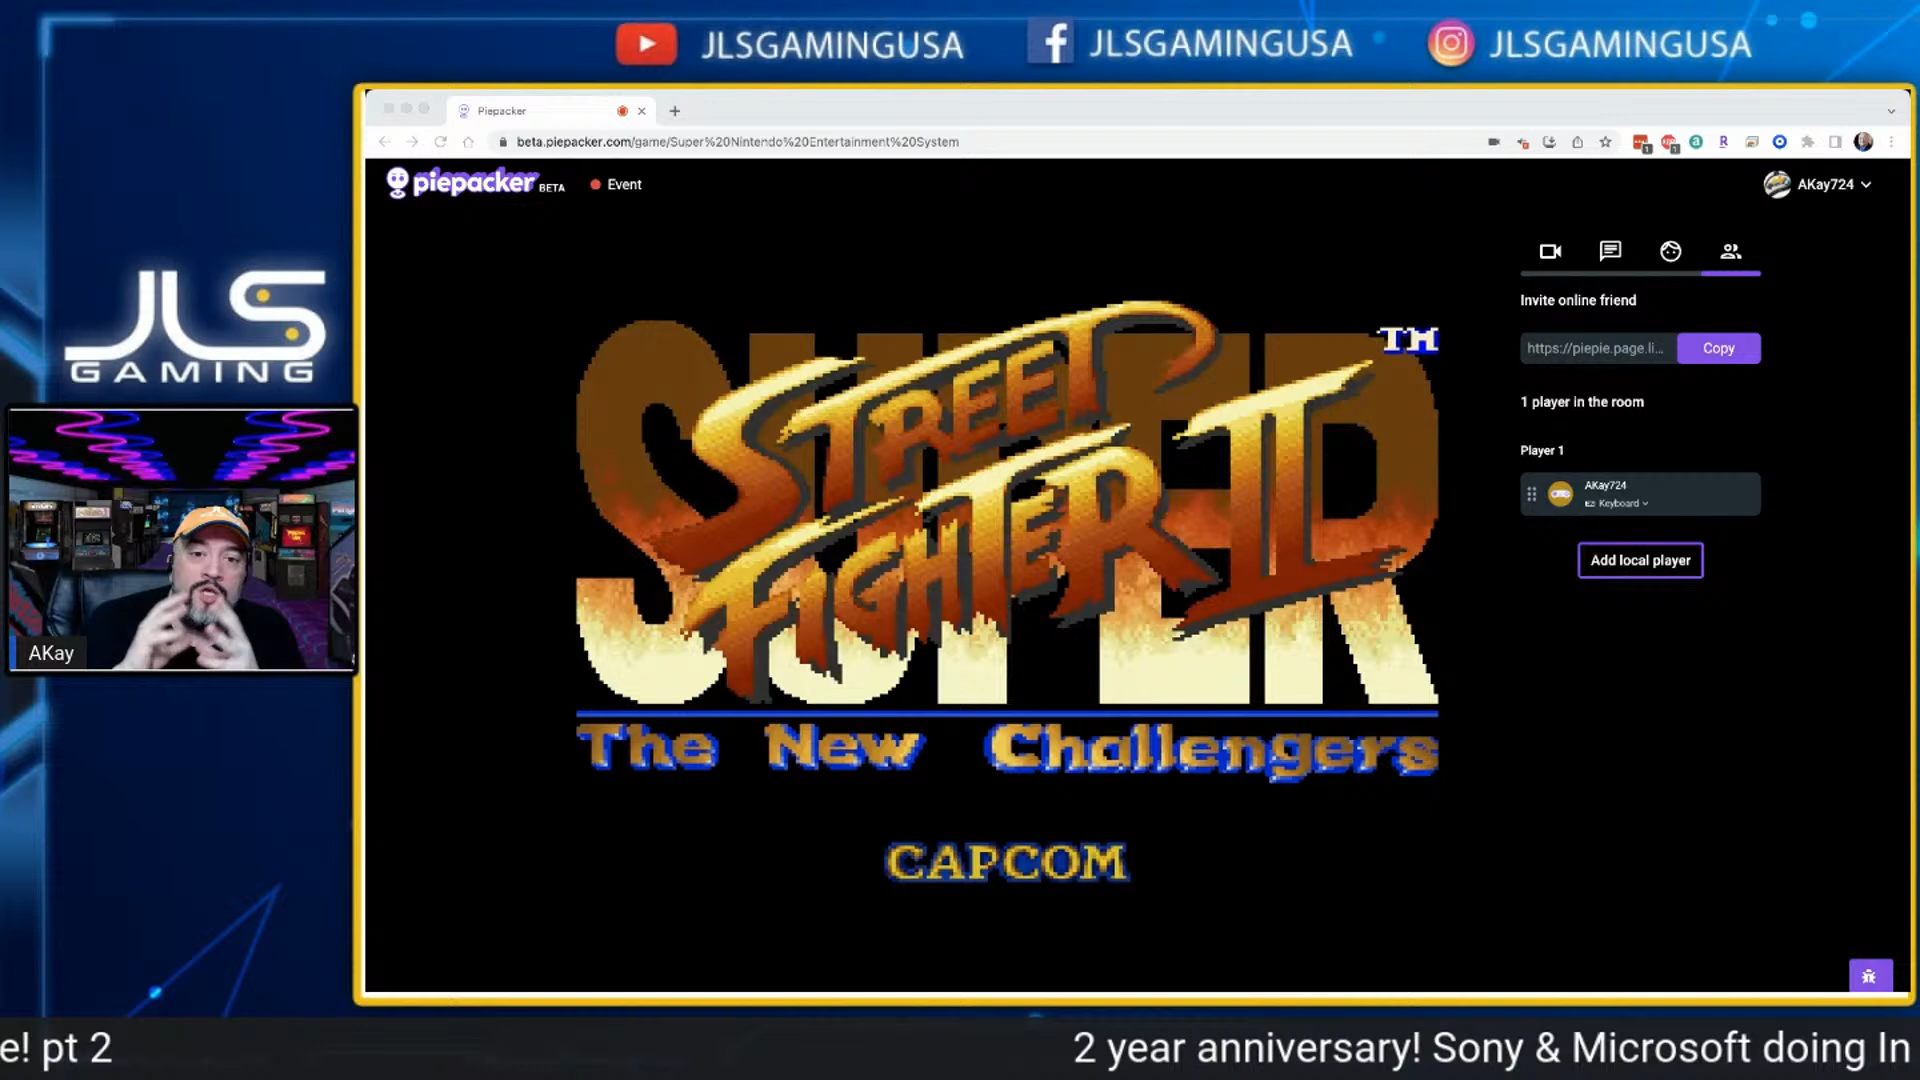 JLSGAMINGUSA
JLSGAMINGUSA
JLSGAMINGUSA
Piepacker
beta.piepacker.com/game/Super%20Nintendo%20Entertainment%20System
piepacker BETA
Event
AKay724
JLS
GAMING
AKay
SUPER
STREET
FIGHTER II
TM
The New Challengers
CAPCOM
Invite online friend
https://piepie.page.li...
Copy
1 player in the room
Player 1
AKay724
Keyboard
Add local player
e! pt 2
2 year anniversary! Sony & Microsoft doing In